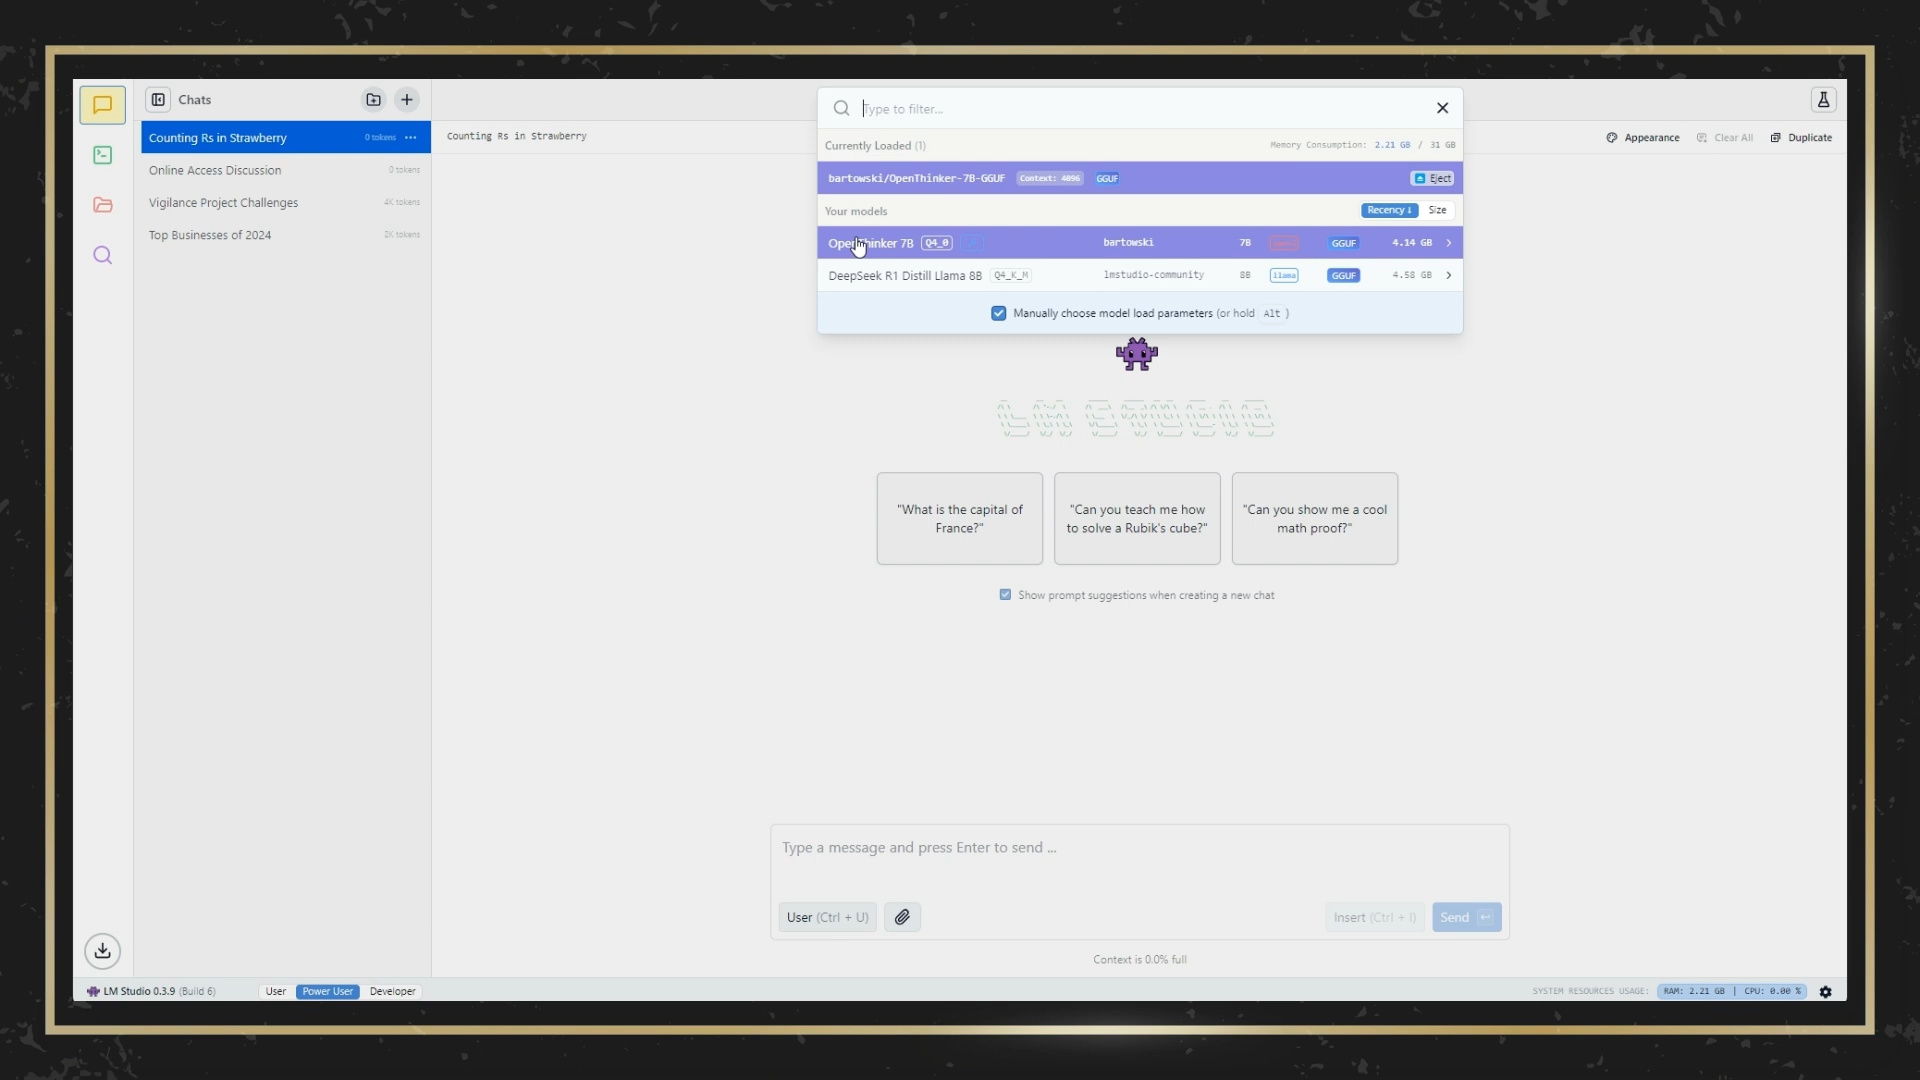 Chats
Type to filter...
Counting Rs in Strawberry 0 tokens ...
Counting Rs in Strawberry
Appearance Clear All Duplicate
Currently Loaded (1) Memory Consumption: 2.21 GB / 31 GB
Online Access Discussion 0 tokens
bartowski/OpenThinker-7B-GGUF Context: 4096 GGUF Eject
Vigilance Project Challenges 4K tokens
Your models Recency ↓ Size
Top Businesses of 2024 2K tokens
OpenThinker 7B Q4_0 bartowski 7B GGUF 4.14 GB
DeepSeek R1 Distill Llama 8B Q4_K_M lmstudio-community 8B llama GGUF 4.58 GB
Manually choose model load parameters (or hold Alt )
LM STUDIO
"What is the capital of
France?"
"Can you teach me how
to solve a Rubik's cube?"
"Can you show me a cool
math proof?"
Show prompt suggestions when creating a new chat
Type a message and press Enter to send ...
User (Ctrl + U) Insert (Ctrl + I) Send
Context is 0.0% full
LM Studio 0.3.9 (Build 6) User Power User Developer SYSTEM RESOURCES USAGE: RAM: 2.21 GB | CPU: 0.00 %